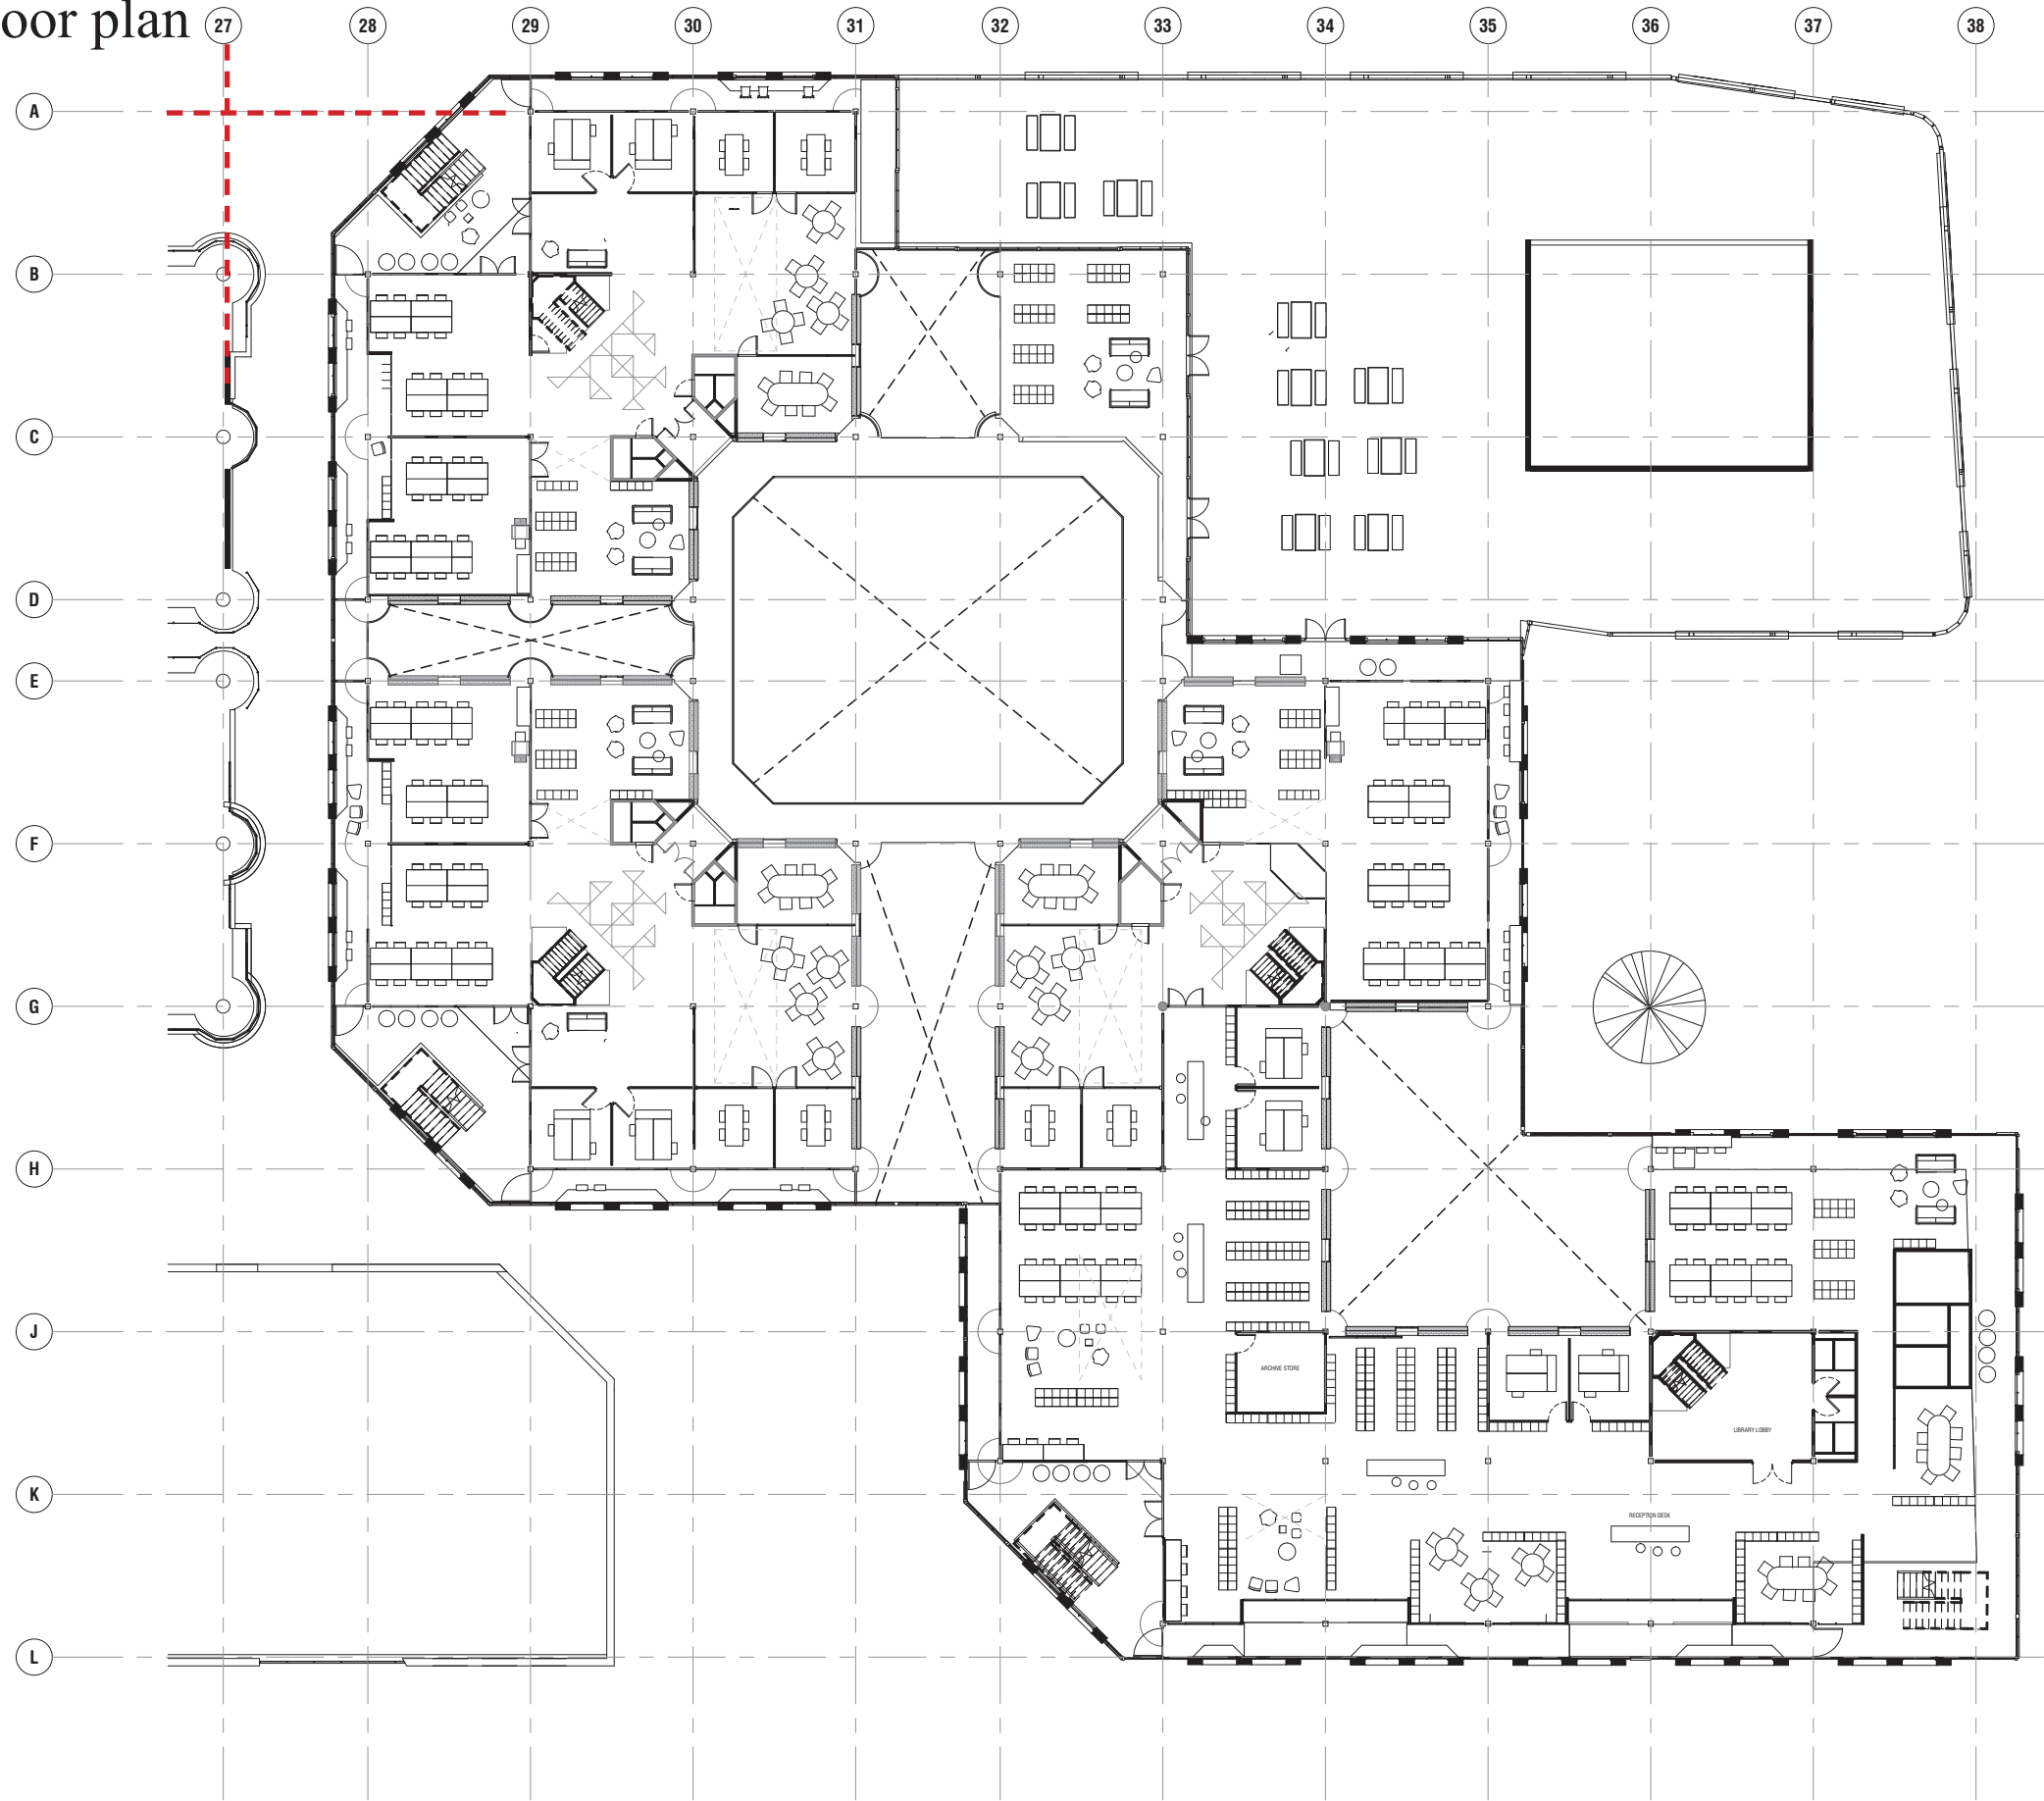 oor plan
27 28 29 30 31 32 33 34 35 36 37 38
A
B
C
D
E
F
G
H
J
ARCHIVE STORE
LIBRARY LOBBY
K
RECEPTION DESK
L